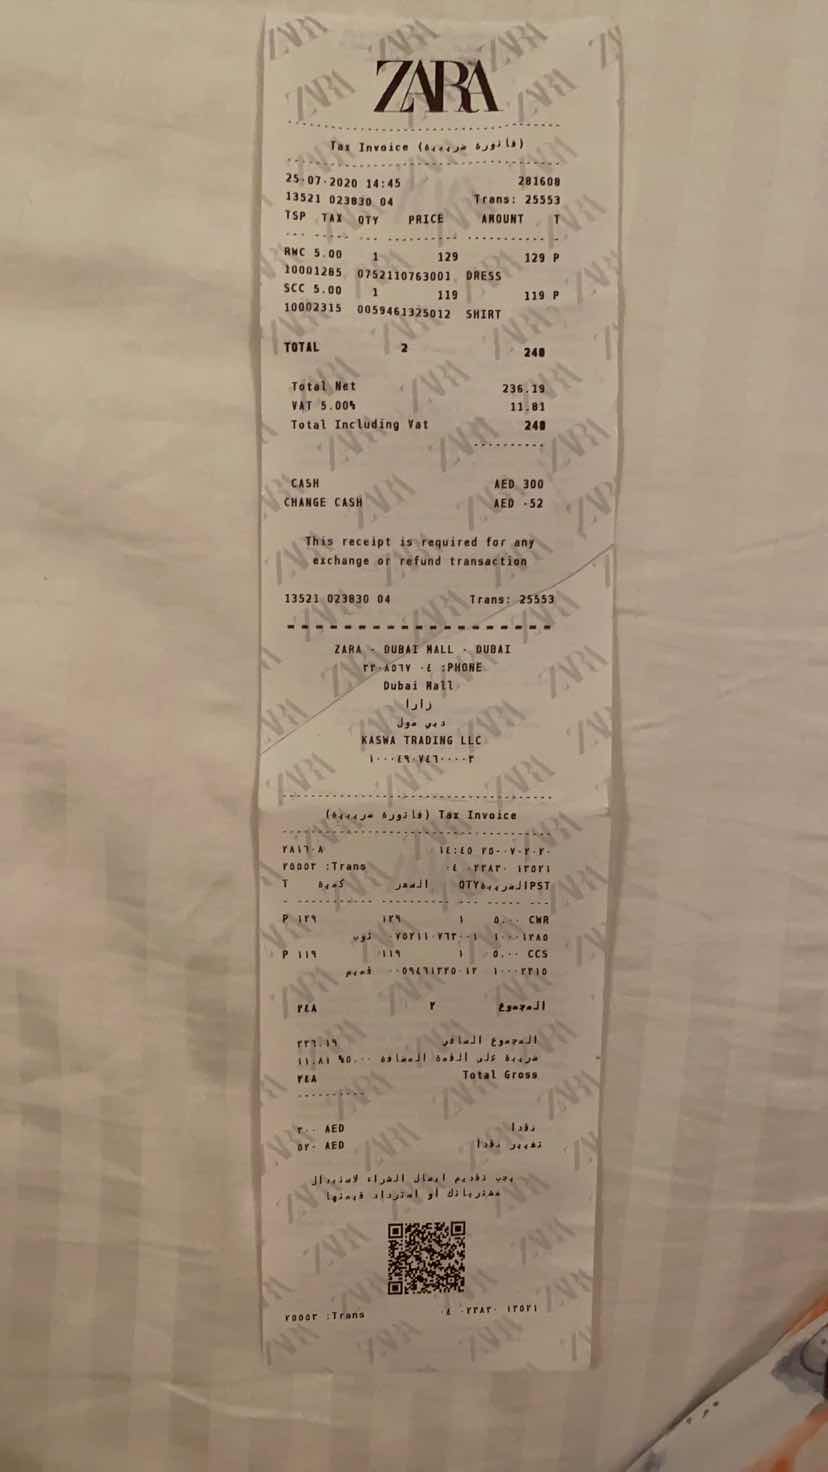 ZARA
Tax Invoice (فاتورة ضريبية)
25-07-2020 14:45 281608
13521 023830 04 Trans: 25553
TSP TAX QTY PRICE AMOUNT T
RWC 5.00 1 129 129 P
10001285 0752110763001 DRESS
SCC 5.00 1 119 119 P
10002315 0059461325012 SHIRT
TOTAL 2 248
Total Net 236.19
VAT 5.00% 11.81
Total Including Vat 248
CASH AED 300
CHANGE CASH AED -52
This receipt is required for any
exchange or refund transaction
13521 023830 04 Trans: 25553
ZARA - DUBAI MALL - DUBAI
٢٢٠٨٥٦٧ ٠٤ :PHONE
Dubai Mall
زارا
دبي مول
KASWA TRADING LLC
١٠٠٠٤٩٠٧٤٦٠٠٠٠٣
(فاتورة ضريبية) Tax Invoice
٢٨١٦٠٨ ١٤:٤٥ ٢٥-٠٧-٢٠٢٠
٢٥٥٥٣ :Trans ٠٤ ٠٢٣٨٣٠ ١٣٥٢١
T كمية السعر QTYالضريبةPST
P ١٢٩ ١٢٩ ١ ٥.٠٠ CWR
ثوب ٠٧٥٢١١٠٧٦٣٠٠١ ١٠٠٠١٢٨٥
P ١١٩ ١١٩ ١ ٥.٠٠ CCS
قميص ٠٠٥٩٤٦١٣٢٥٠١٢ ١٠٠٠٢٣١٥
٢٤٨ ٢ المجموع
٢٣٦.١٩ المجموع الصافي
١١.٨١ %٥.٠٠ ضريبة على القيمة المضافة
٢٤٨ Total Gross
٣٠٠ AED نقدا
٥٢- AED تغيير نقدا
يجب تقديم ايصال الشراء لاستبدال
مشترياتك أو استرداد قيمتها
٢٥٥٥٣ :Trans ٠٤ ٠٢٣٨٣٠ ١٣٥٢١